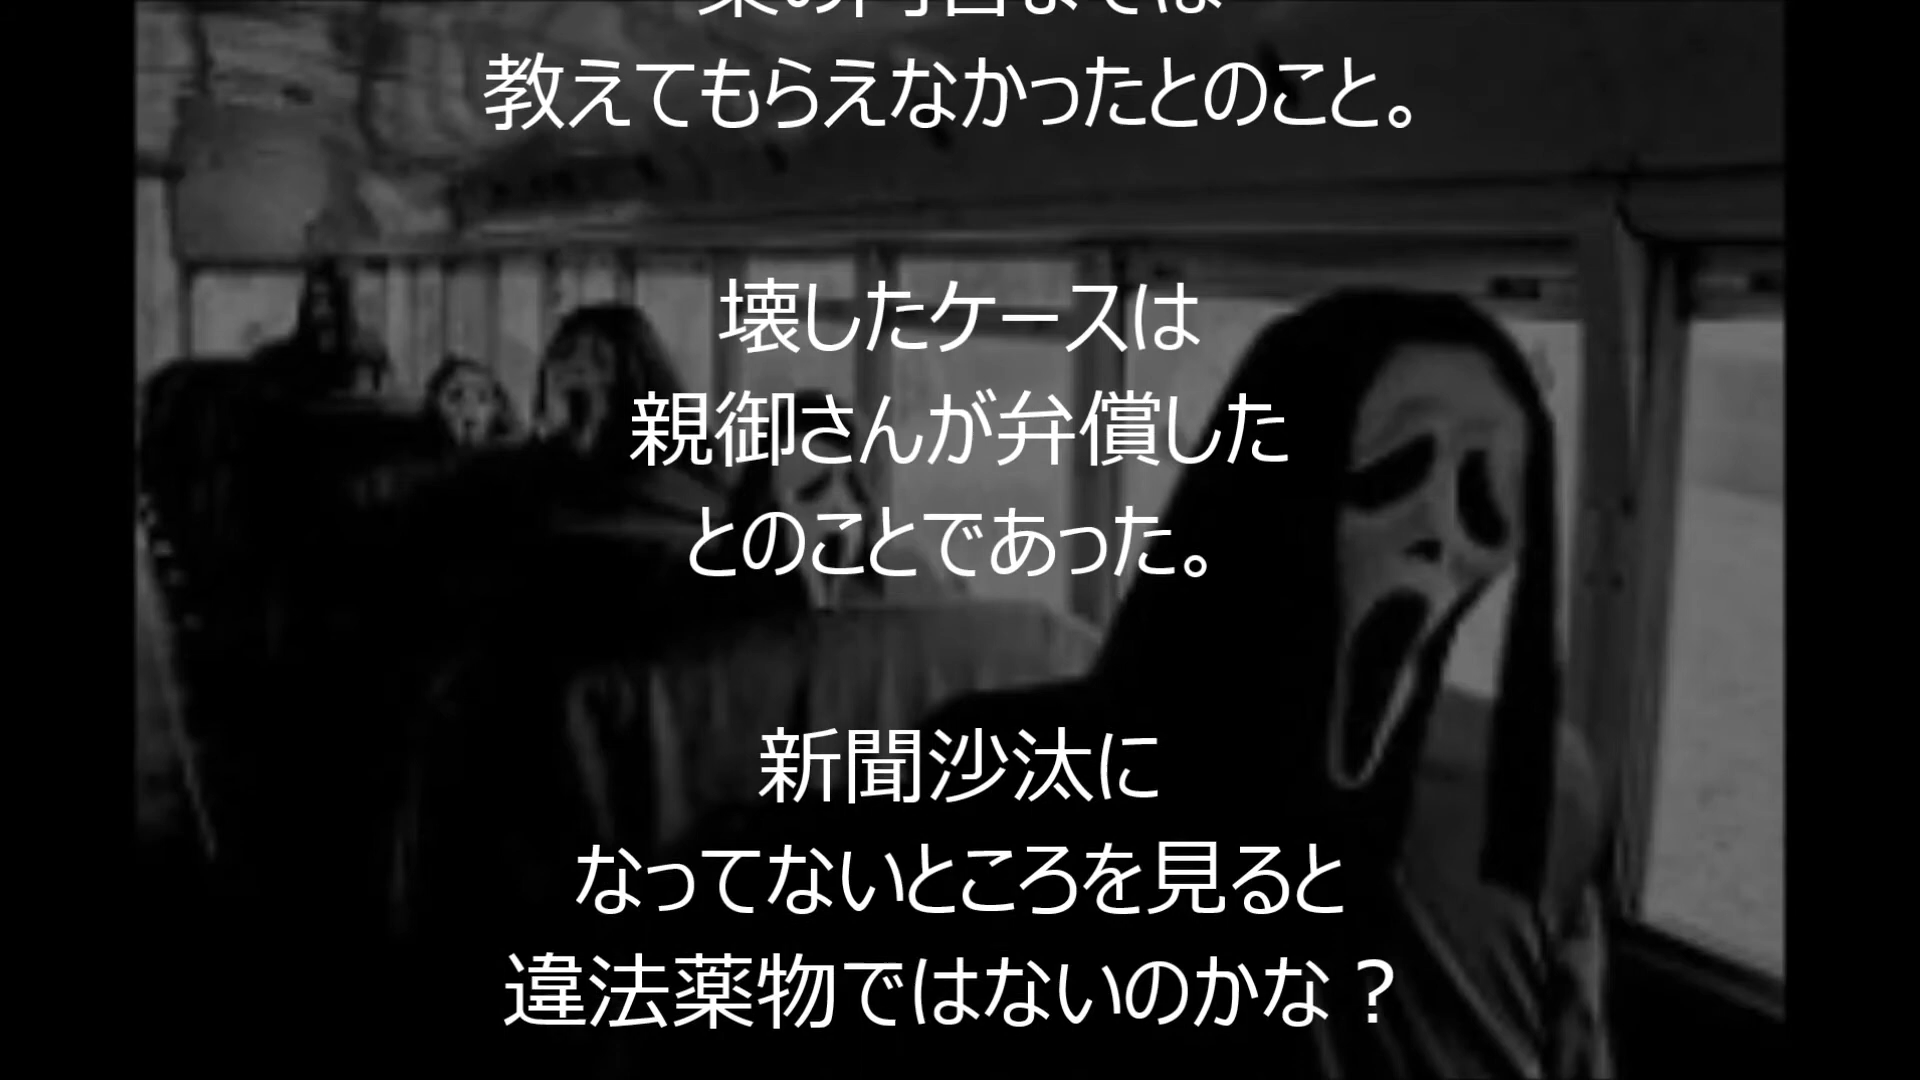 教えてもらえなかったとのこと。
壊したケースは
親御さんが弁償した
とのことであった。
新聞沙汰に
なってないところを見ると
違法薬物ではないのかな？